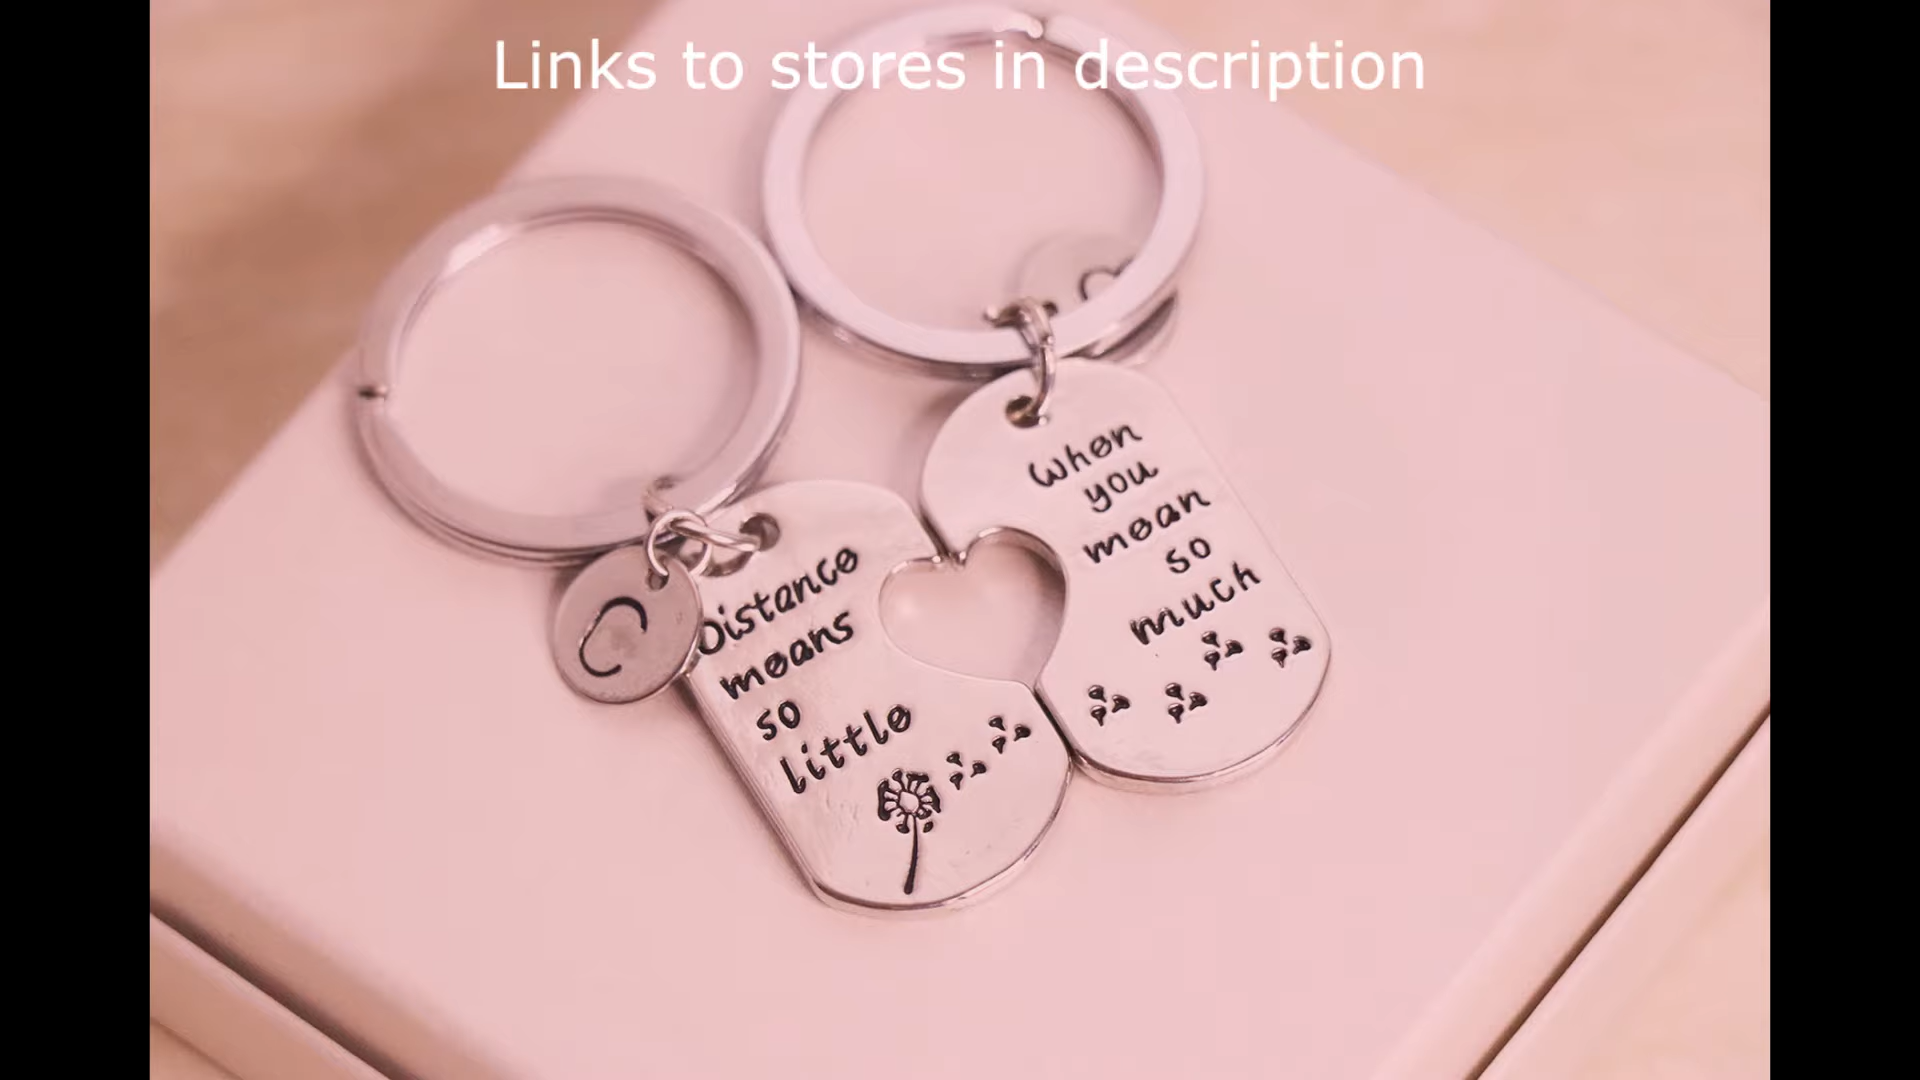 Links to stores in description
Distance
means
so
little
When
you
mean
so
much
C